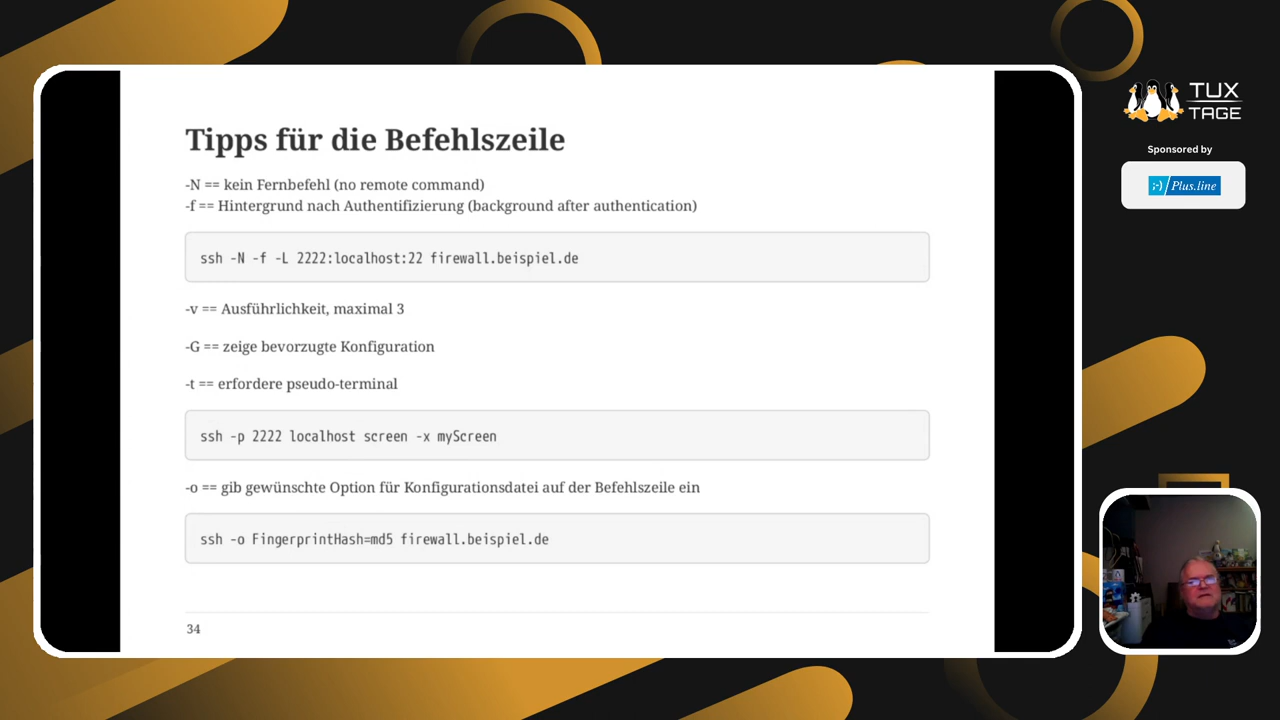 Tipps für die Befehlszeile
-N == kein Fernbefehl (no remote command)
-f == Hintergrund nach Authentifizierung (background after authentication)
ssh -N -f -L 2222:localhost:22 firewall.beispiel.de
-v == Ausführlichkeit, maximal 3
-G == zeige bevorzugte Konfiguration
-t == erfordere pseudo-terminal
ssh -p 2222 localhost screen -x myScreen
-o == gib gewünschte Option für Konfigurationsdatei auf der Befehlszeile ein
ssh -o FingerprintHash=md5 firewall.beispiel.de
34
TUX
TAGE
Sponsored by
;-) Plus.line